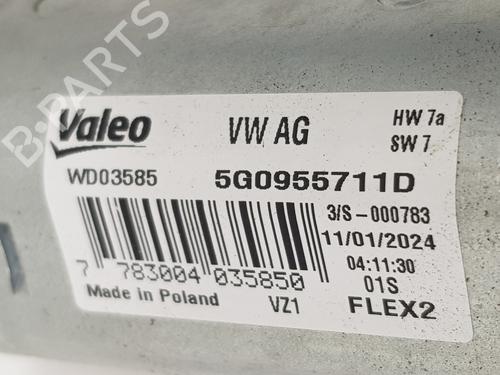 B-PARTS
Valeo
VW AG
HW 7a
SW 7
WD03585
5G0955711D
3/S-000783
11/01/2024
7 783004 035850
04:11:30
01S
Made in Poland
VZ1
FLEX2